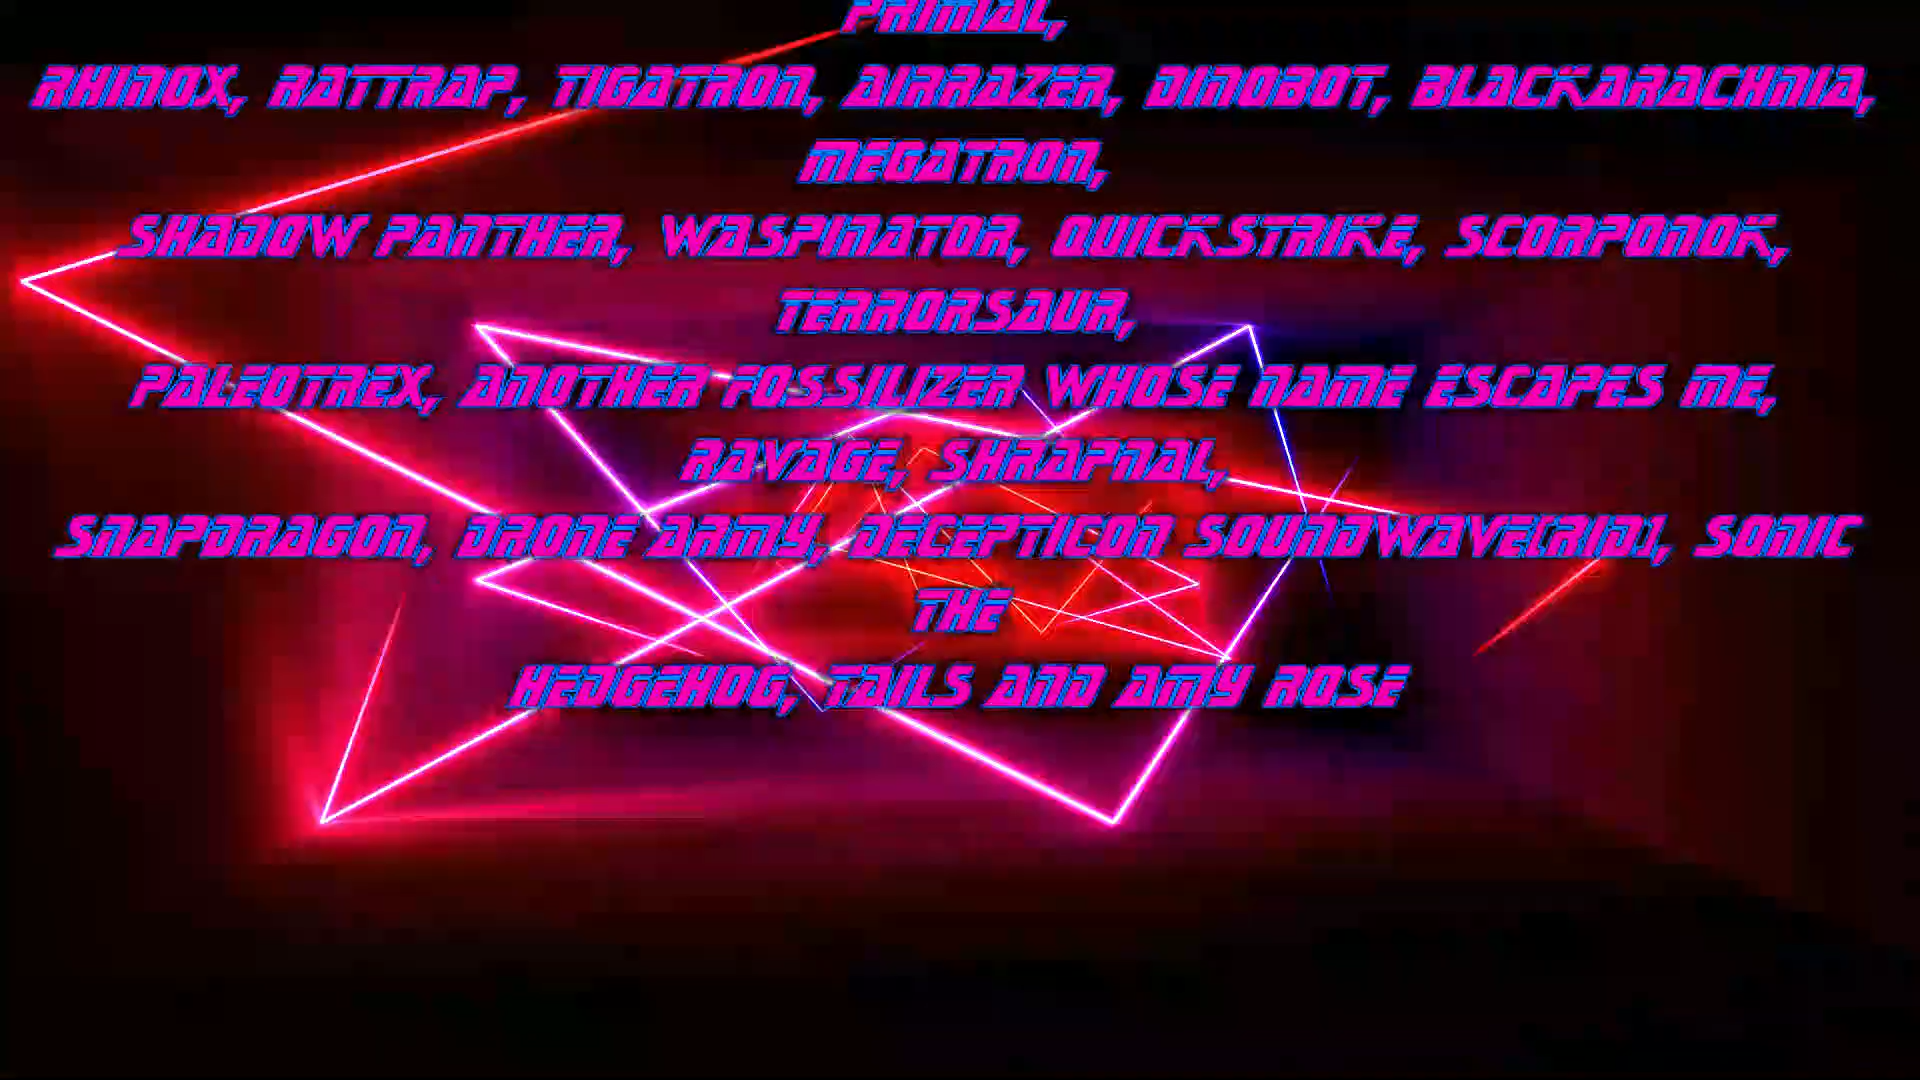 PRIMAL,
RHINOX, RATTRAP, TIGATRON, AIRRAZER, DINOBOT, BLACKARACHNIA,
MEGATRON,
SHADOW PANTHER, WASPINATOR, QUICKSTRIKE, SCORPONOK,
TERRORSAUR,
PALEOTREX, ANOTHER FOSSILIZER WHOSE NAME ESCAPES ME,
RAVAGE, SHRAPNAL,
SNAPDRAGON, DRONE ARMY, DECEPTICON SOUNDWAVE(RID), SONIC
THE
HEDGEHOG, TAILS AND AMY ROSE